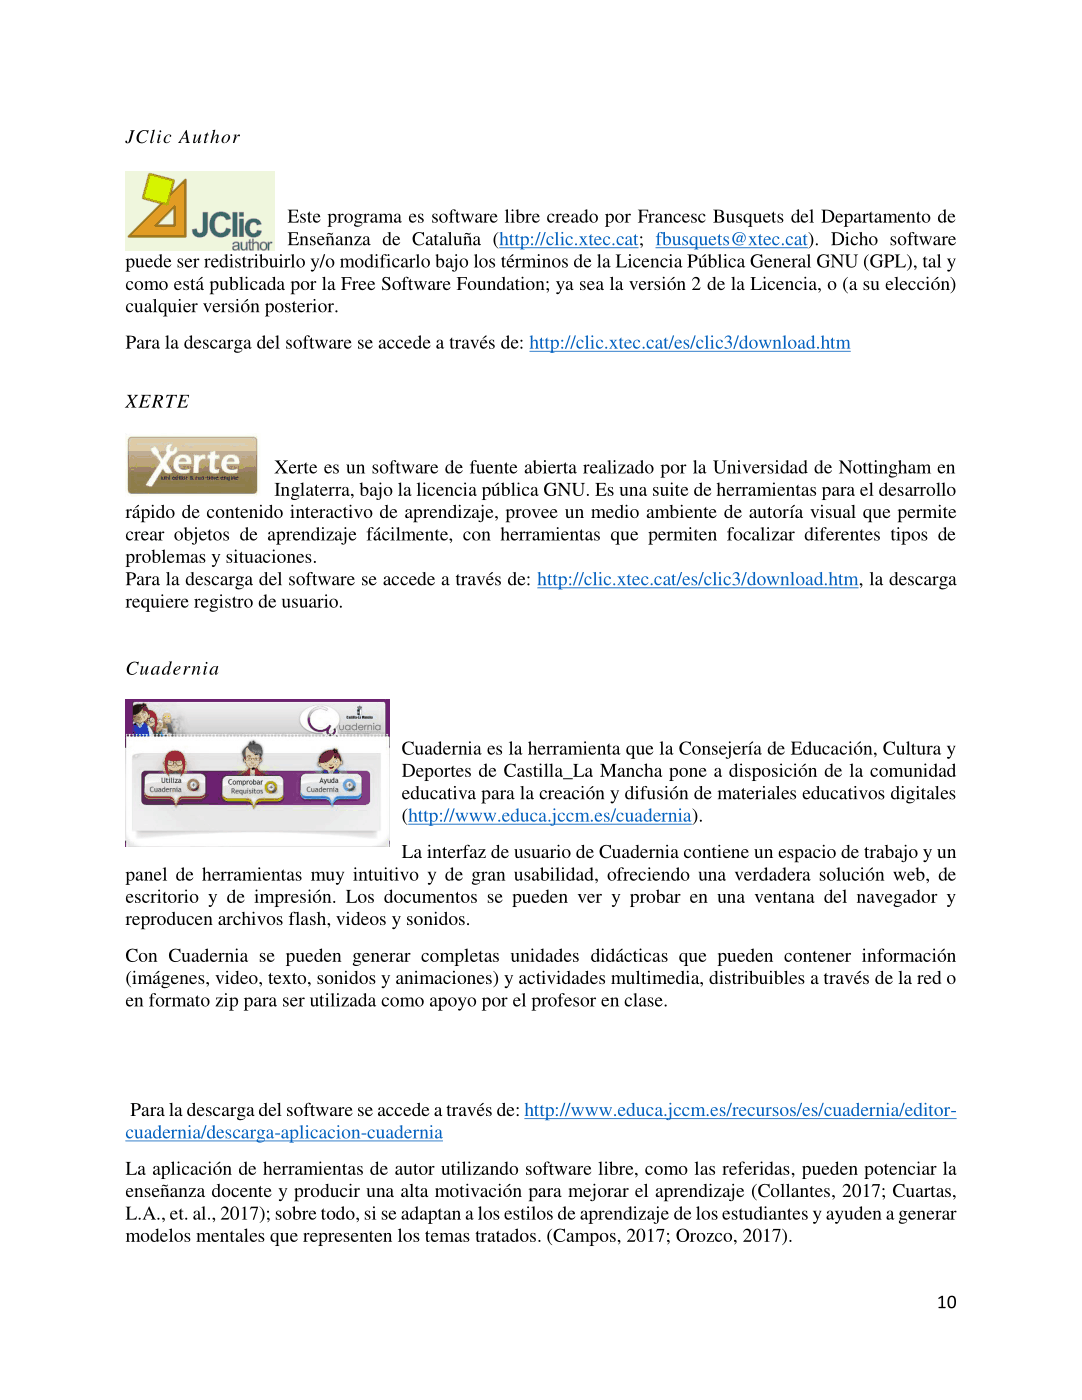 JClic Author
JClic
author
Este programa es software libre creado por Francesc Busquets del Departamento de
Enseñanza de Cataluña (http://clic.xtec.cat; fbusquets@xtec.cat). Dicho software
puede ser redistribuirlo y/o modificarlo bajo los términos de la Licencia Pública General GNU (GPL), tal y
como está publicada por la Free Software Foundation; ya sea la versión 2 de la Licencia, o (a su elección)
cualquier versión posterior.
Para la descarga del software se accede a través de: http://clic.xtec.cat/es/clic3/download.htm
XERTE
Xerte
Xerte es un software de fuente abierta realizado por la Universidad de Nottingham en
Inglaterra, bajo la licencia pública GNU. Es una suite de herramientas para el desarrollo
rápido de contenido interactivo de aprendizaje, provee un medio ambiente de autoría visual que permite
crear objetos de aprendizaje fácilmente, con herramientas que permiten focalizar diferentes tipos de
problemas y situaciones.
Para la descarga del software se accede a través de: http://clic.xtec.cat/es/clic3/download.htm, la descarga
requiere registro de usuario.
Cuadernia
Castilla-La Mancha
Cuadernia
Utiliza
Cuadernia
Comprobar
Requisitos
Ayuda
Cuadernia
Cuadernia es la herramienta que la Consejería de Educación, Cultura y
Deportes de Castilla_La Mancha pone a disposición de la comunidad
educativa para la creación y difusión de materiales educativos digitales
(http://www.educa.jccm.es/cuadernia).
La interfaz de usuario de Cuadernia contiene un espacio de trabajo y un
panel de herramientas muy intuitivo y de gran usabilidad, ofreciendo una verdadera solución web, de
escritorio y de impresión. Los documentos se pueden ver y probar en una ventana del navegador y
reproducen archivos flash, videos y sonidos.
Con Cuadernia se pueden generar completas unidades didácticas que pueden contener información
(imágenes, video, texto, sonidos y animaciones) y actividades multimedia, distribuibles a través de la red o
en formato zip para ser utilizada como apoyo por el profesor en clase.
Para la descarga del software se accede a través de: http://www.educa.jccm.es/recursos/es/cuadernia/editor-
cuadernia/descarga-aplicacion-cuadernia
La aplicación de herramientas de autor utilizando software libre, como las referidas, pueden potenciar la
enseñanza docente y producir una alta motivación para mejorar el aprendizaje (Collantes, 2017; Cuartas,
L.A., et. al., 2017); sobre todo, si se adaptan a los estilos de aprendizaje de los estudiantes y ayuden a generar
modelos mentales que representen los temas tratados. (Campos, 2017; Orozco, 2017).
10